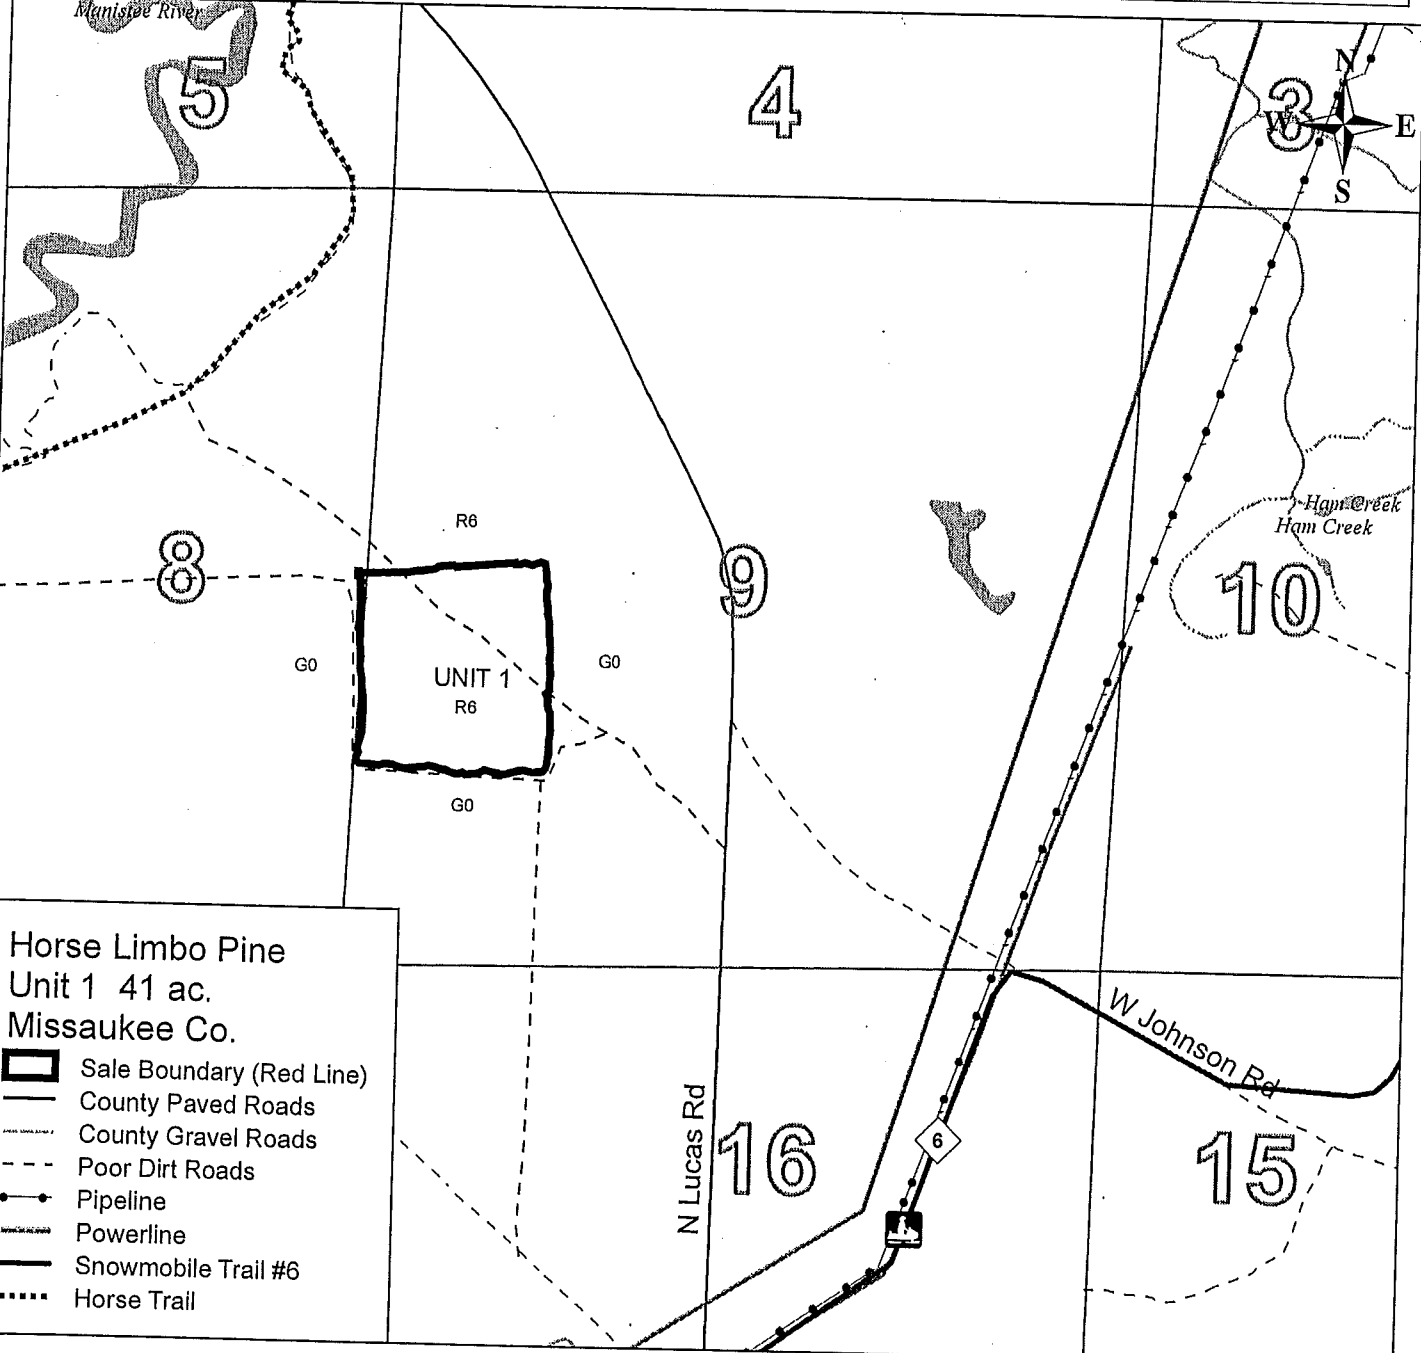 Manistee River
5
4
3
N
W
E
S
R6
8
9
Ham Creek
Ham Creek
10
G0
UNIT 1
R6
G0
G0
Horse Limbo Pine
Unit 1 41 ac.
Missaukee Co.
Sale Boundary (Red Line)
County Paved Roads
County Gravel Roads
Poor Dirt Roads
Pipeline
Powerline
Snowmobile Trail #6
Horse Trail
W Johnson Rd
N Lucas Rd
16
6
15